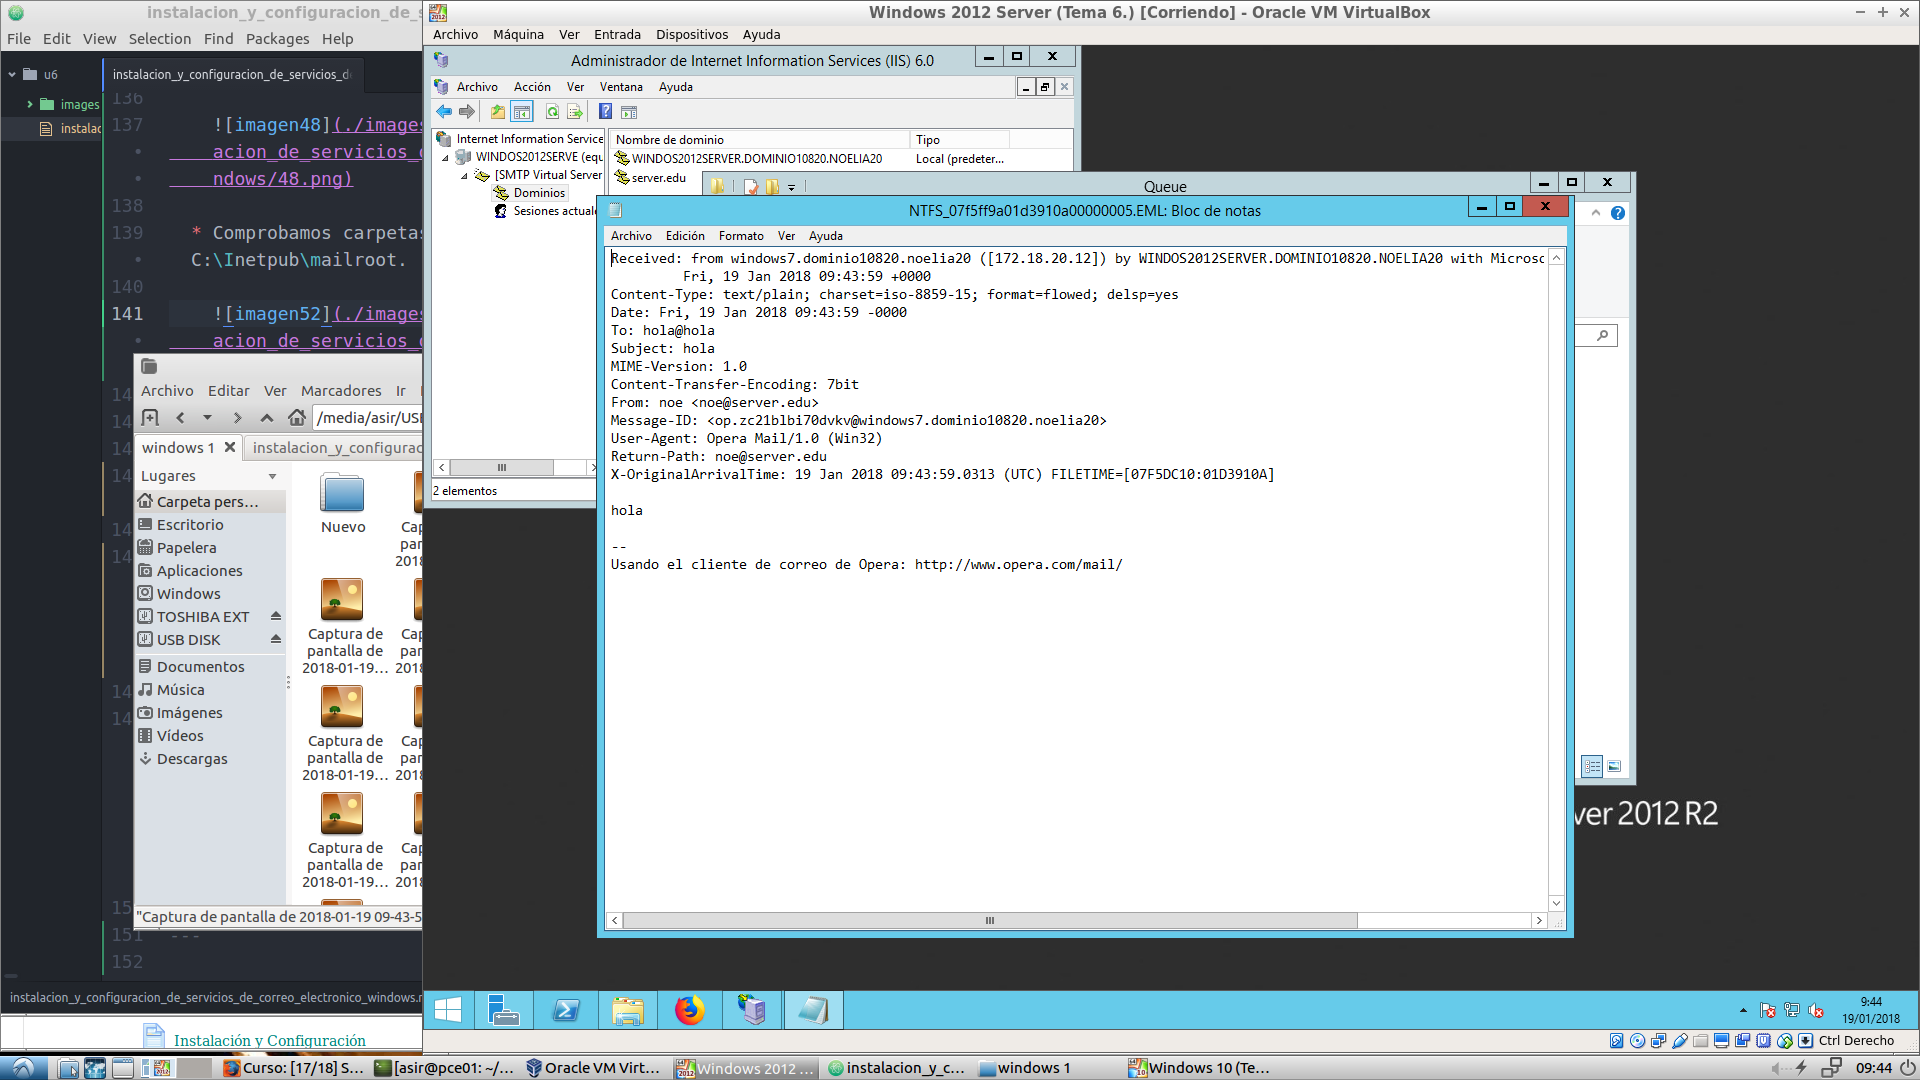 instalacion_y_configuracion_de_s
File Edit View Selection Find Packages Help
u6
images
instalac
instalacion_y_configuracion_de_servicios_d
136
137 ![imagen48](./images
acion_de_servicios_
ndows/48.png)
138
139 * Comprobamos carpetas
C:\Inetpub\mailroot.
140
141 ![imagen52](./images
acion_de_servicios_
151 ---
152
instalacion_y_configuracion_de_servicios_de_correo_electronico_windows.
Instalación y Configuración
Archivo Editar Ver Marcadores Ir
/media/asir/USB
windows 1
instalacion_y_configurac
Lugares
Carpeta pers...
Escritorio
Papelera
Aplicaciones
Windows
TOSHIBA EXT
USB DISK
Documentos
Música
Imágenes
Vídeos
Descargas
Nuevo
Captura de
pantalla de
2018-01-19...
Captura de
pantalla de
2018-01-19...
Captura de
pantalla de
2018-01-19...
"Captura de pantalla de 2018-01-19 09-43-5
Windows 2012 Server (Tema 6.) [Corriendo] - Oracle VM VirtualBox
Archivo Máquina Ver Entrada Dispositivos Ayuda
Administrador de Internet Information Services (IIS) 6.0
Archivo Acción Ver Ventana Ayuda
Internet Information Service
WINDOS2012SERVE (equ
[SMTP Virtual Server
Dominios
Sesiones actuale
Nombre de dominio Tipo
WINDOS2012SERVER.DOMINIO10820.NOELIA20 Local (predeter...
server.edu
2 elementos
Queue
NTFS_07f5ff9a01d3910a00000005.EML: Bloc de notas
Archivo Edición Formato Ver Ayuda
Received: from windows7.dominio10820.noelia20 ([172.18.20.12]) by WINDOS2012SERVER.DOMINIO10820.NOELIA20 with Microso
Fri, 19 Jan 2018 09:43:59 +0000
Content-Type: text/plain; charset=iso-8859-15; format=flowed; delsp=yes
Date: Fri, 19 Jan 2018 09:43:59 -0000
To: hola@hola
Subject: hola
MIME-Version: 1.0
Content-Transfer-Encoding: 7bit
From: noe <noe@server.edu>
Message-ID: <op.zc21blbi70dvkv@windows7.dominio10820.noelia20>
User-Agent: Opera Mail/1.0 (Win32)
Return-Path: noe@server.edu
X-OriginalArrivalTime: 19 Jan 2018 09:43:59.0313 (UTC) FILETIME=[07F5DC10:01D3910A]
hola
--
Usando el cliente de correo de Opera: http://www.opera.com/mail/
ver 2012 R2
9:44
19/01/2018
Ctrl Derecho
Curso: [17/18] S...
[asir@pce01: ~/...
Oracle VM Virt...
Windows 2012 ...
instalacion_y_c...
windows 1
Windows 10 (Te...
09:44